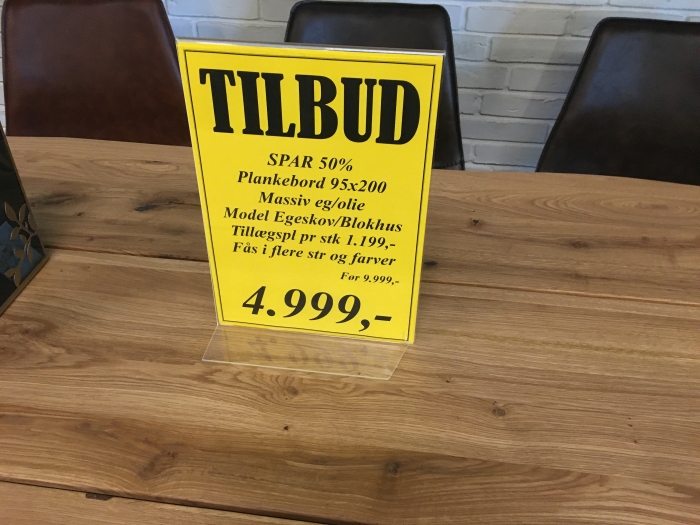 TILBUD
SPAR 50%
Plankebord 95x200
Massiv eg/olie
Model Egeskov/Blokhus
Tillægspl pr stk 1.199,-
Fås i flere str og farver
Før 9.999,-
4.999,-